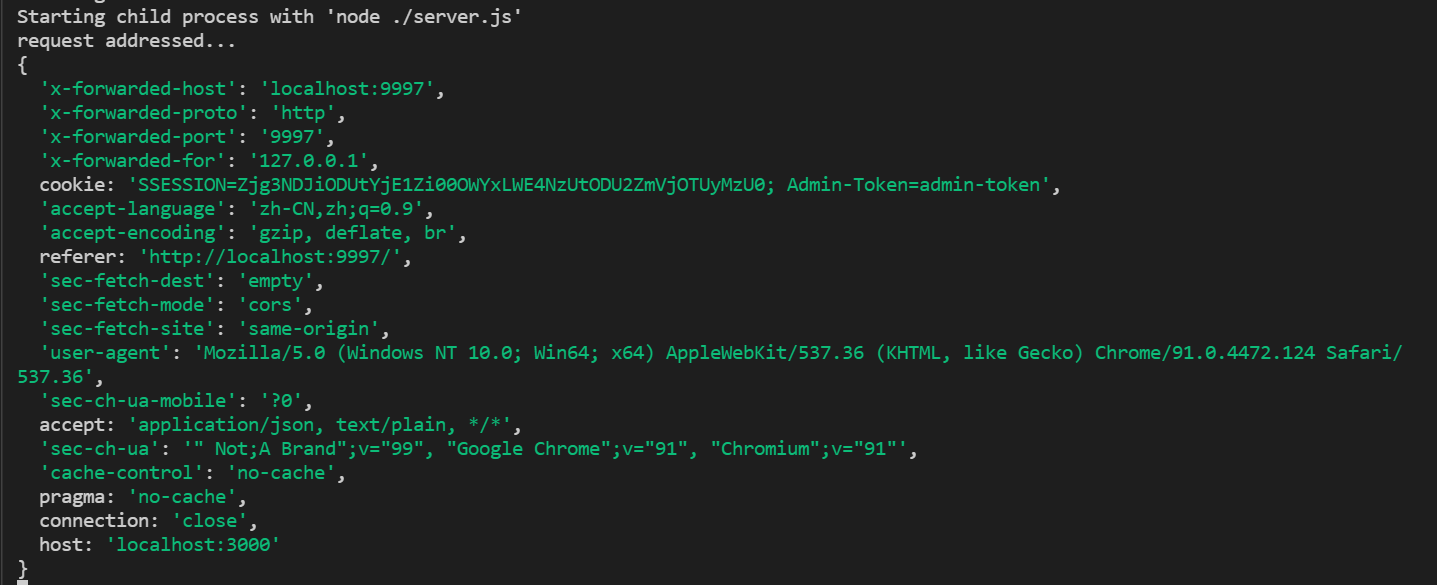 Starting child process with 'node ./server.js'
request addressed...
{
  'x-forwarded-host': 'localhost:9997',
  'x-forwarded-proto': 'http',
  'x-forwarded-port': '9997',
  'x-forwarded-for': '127.0.0.1',
  cookie: 'SSESSION=Zjg3NDJiODUtYjE1Zi00OWYxLWE4NzUtODU2ZmVjOTUyMzU0; Admin-Token=admin-token',
  'accept-language': 'zh-CN,zh;q=0.9',
  'accept-encoding': 'gzip, deflate, br',
  referer: 'http://localhost:9997/',
  'sec-fetch-dest': 'empty',
  'sec-fetch-mode': 'cors',
  'sec-fetch-site': 'same-origin',
  'user-agent': 'Mozilla/5.0 (Windows NT 10.0; Win64; x64) AppleWebKit/537.36 (KHTML, like Gecko) Chrome/91.0.4472.124 Safari/
537.36',
  'sec-ch-ua-mobile': '?0',
  accept: 'application/json, text/plain, */*',
  'sec-ch-ua': '" Not;A Brand";v="99", "Google Chrome";v="91", "Chromium";v="91"',
  'cache-control': 'no-cache',
  pragma: 'no-cache',
  connection: 'close',
  host: 'localhost:3000'
}